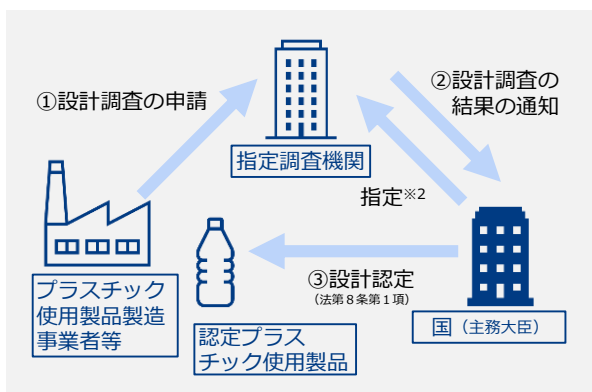 ①設計調査の申請
②設計調査の
結果の通知
指定調査機関
指定※2
③設計認定
（法第８条第１項）
プラスチック
使用製品製造
事業者等
認定プラス
チック使用製品
国（主務大臣）